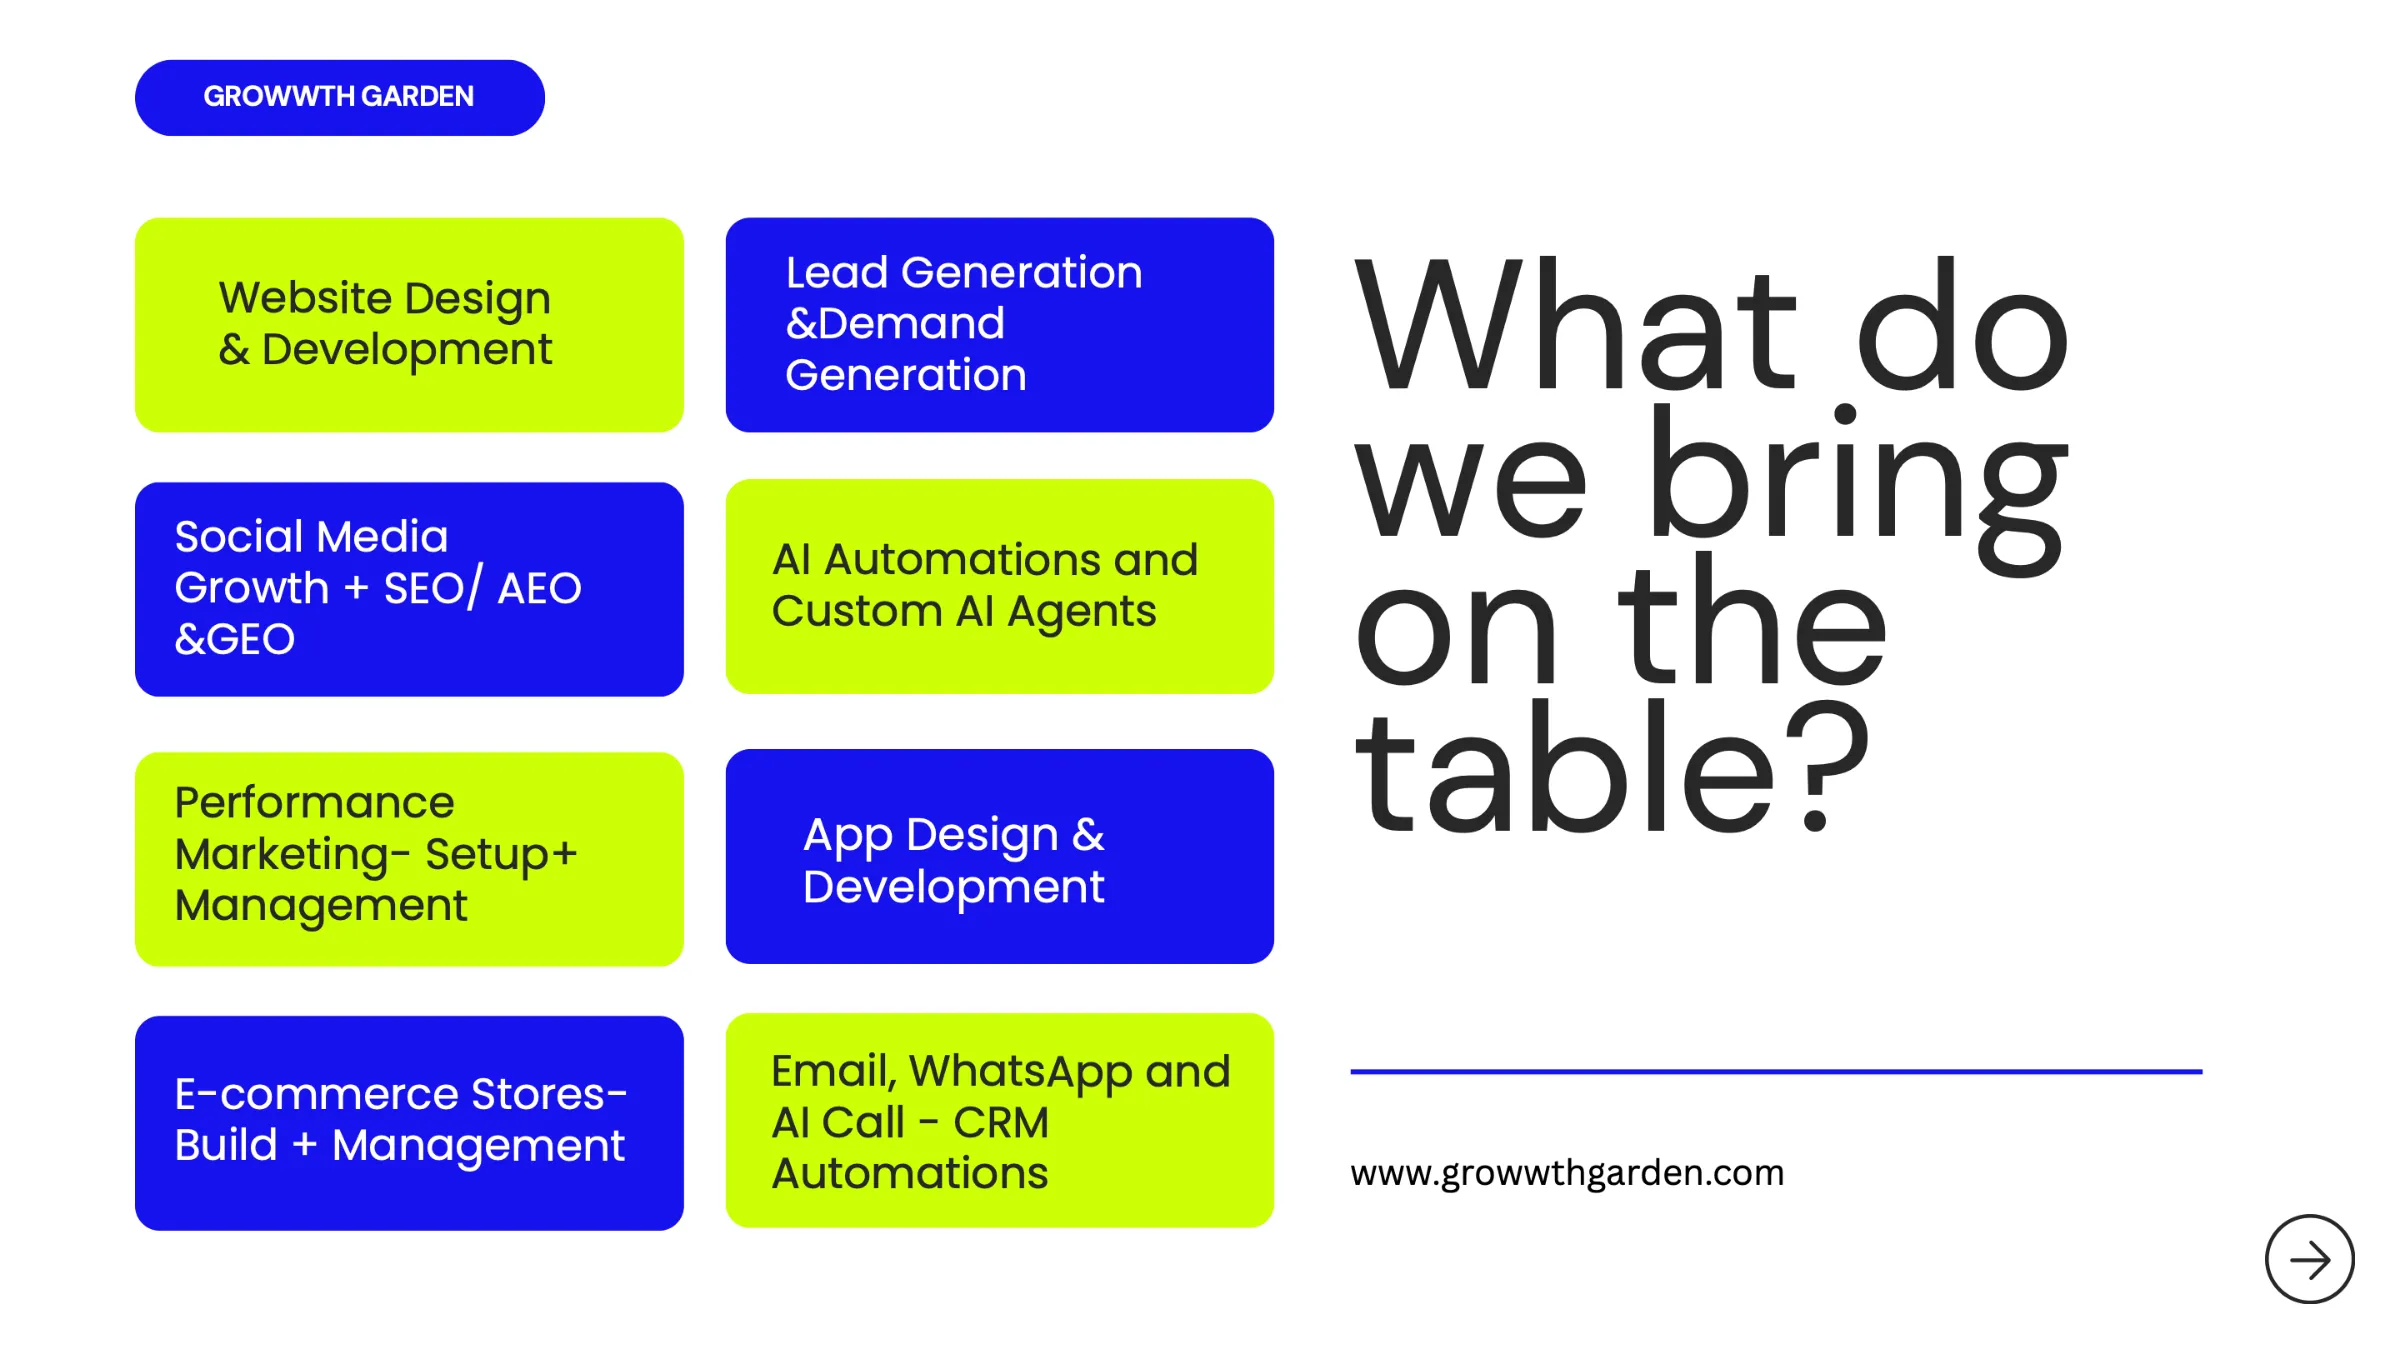 GROWWTH GARDEN
Website Design
& Development
Lead Generation
&Demand
Generation
Social Media
Growth + SEO/ AEO
&GEO
AI Automations and
Custom AI Agents
Performance
Marketing- Setup+
Management
App Design &
Development
E-commerce Stores-
Build + Management
Email, WhatsApp and
AI Call - CRM
Automations
What do
we bring
on the
table?
www.growwthgarden.com